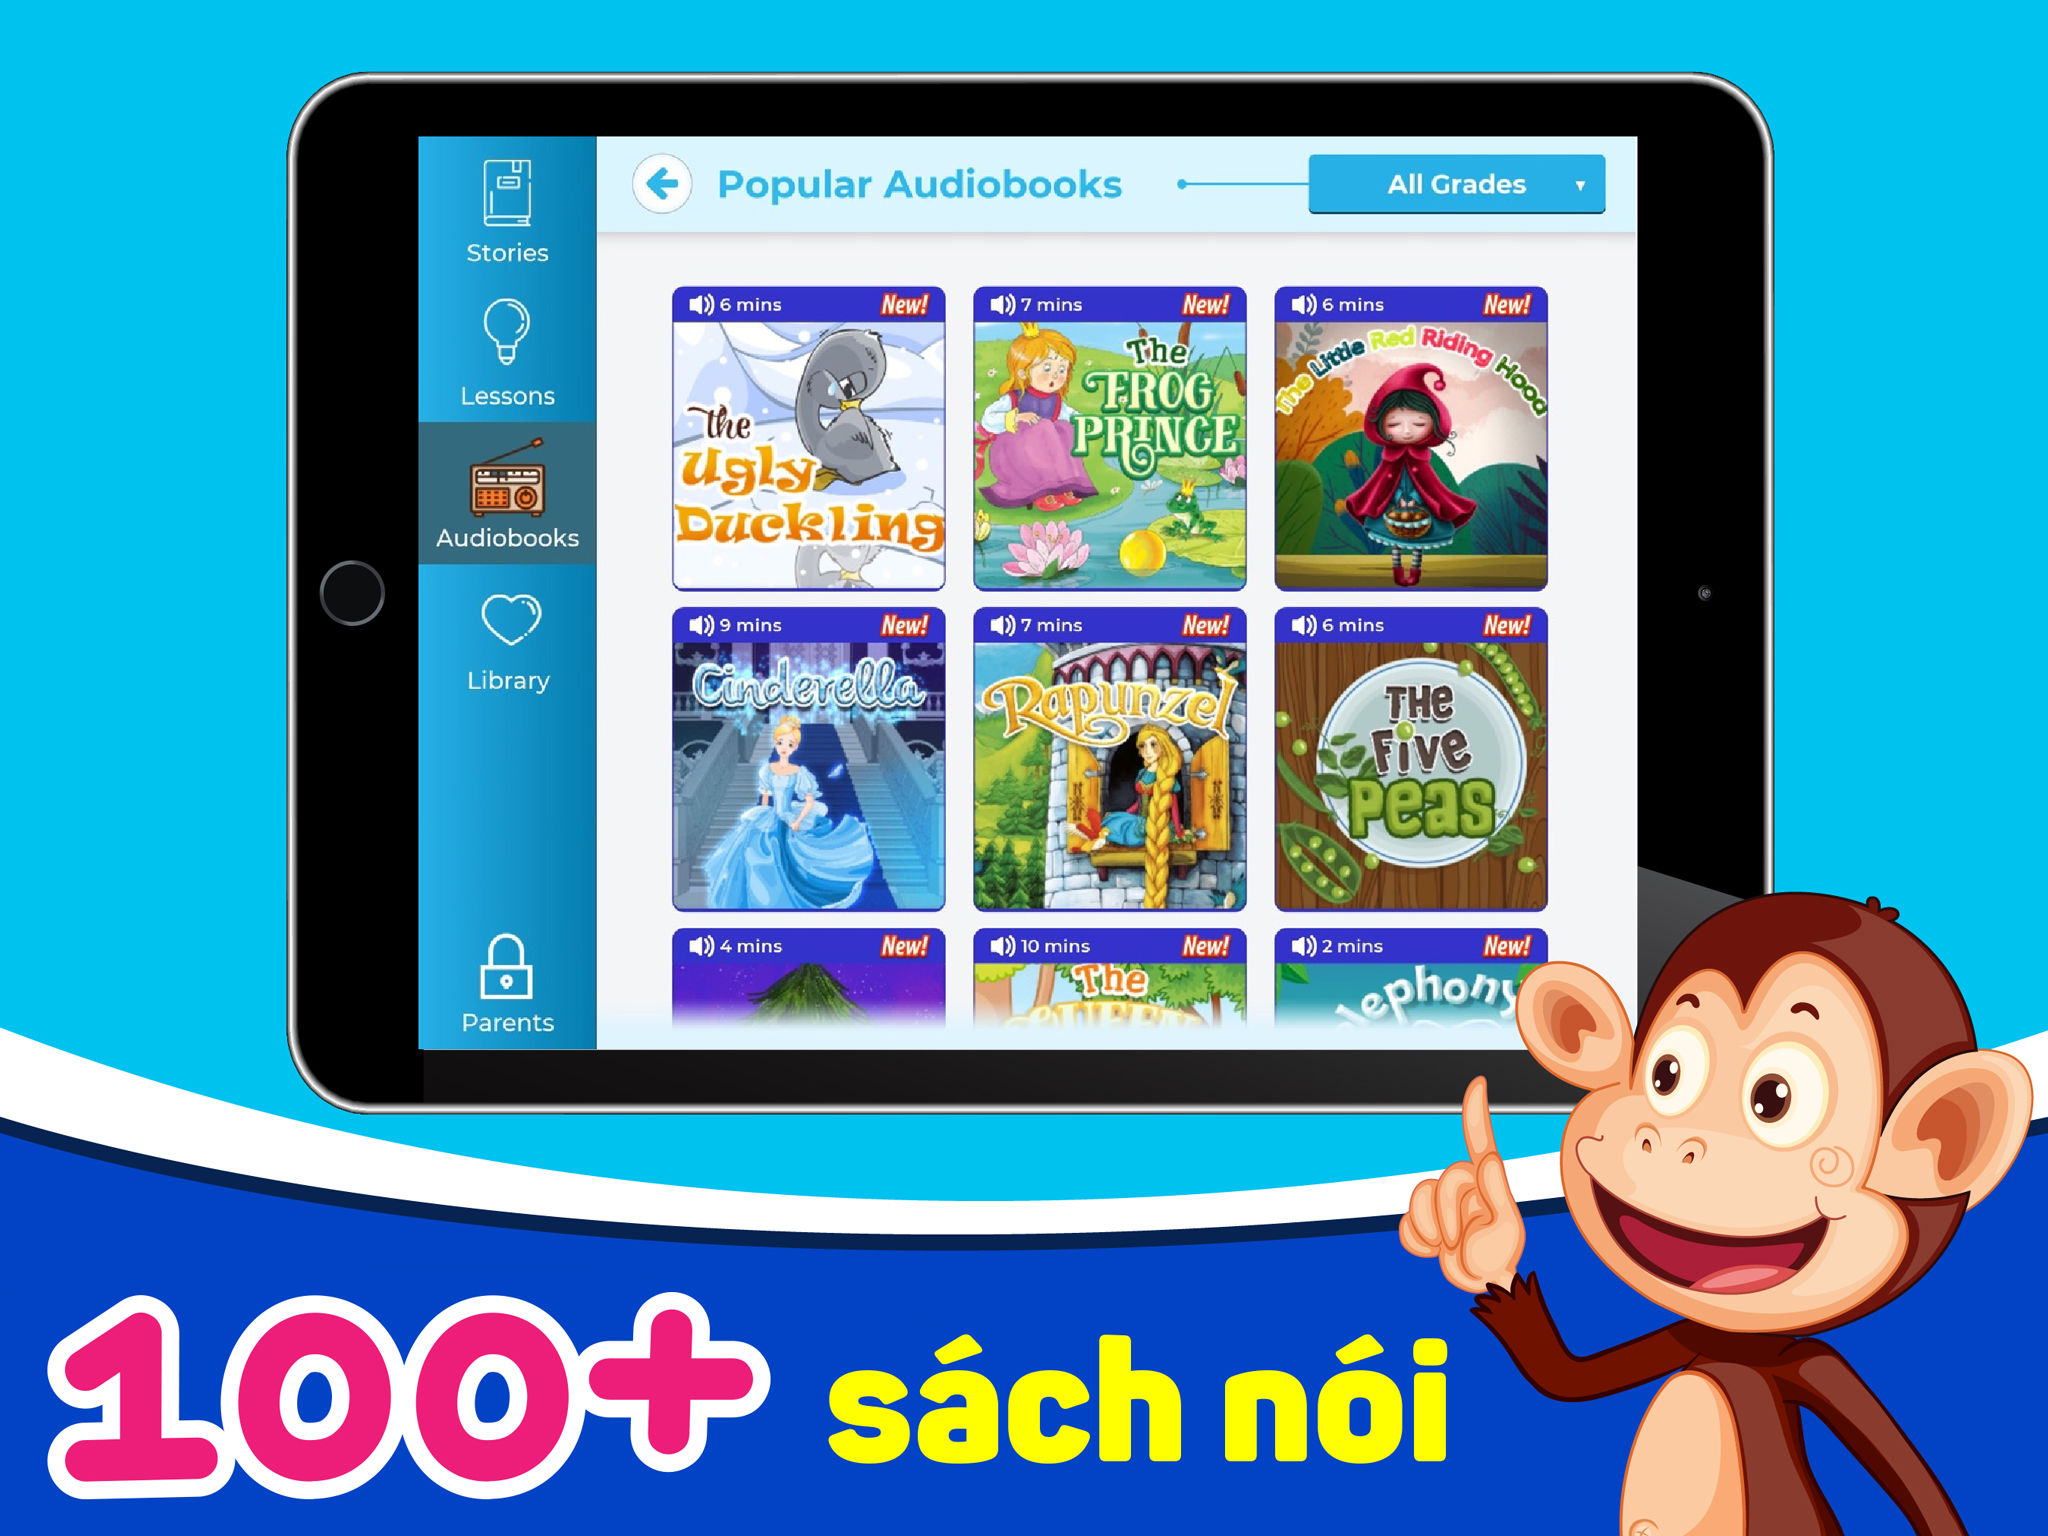 Stories
Lessons
Audiobooks
Library
Parents
Popular Audiobooks
All Grades
6 mins New!
The
Ugly
Duckling
7 mins New!
The
FROG
PRINCE
6 mins New!
The Little Red Riding Hood
9 mins New!
Cinderella
7 mins New!
Rapunzel
6 mins New!
THE
FiVe
Peas
4 mins New!
10 mins New!
The
2 mins New!
lephony
100+ sách nói